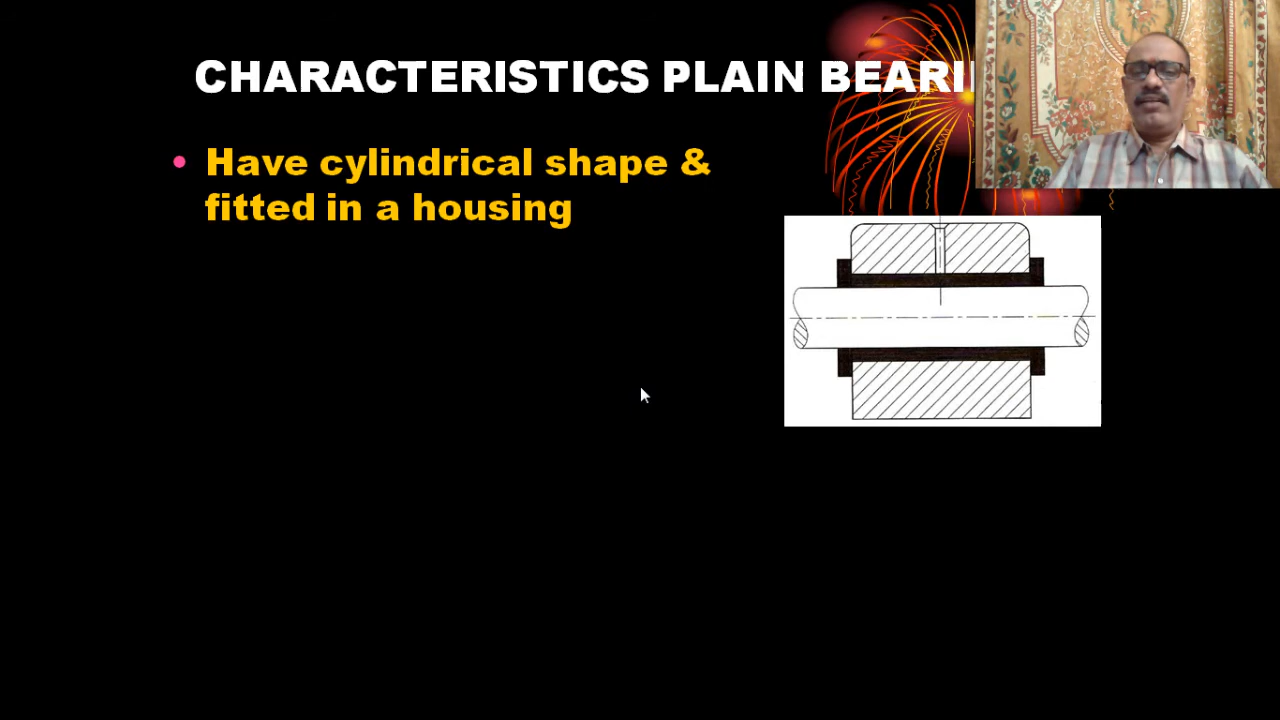 CHARACTERISTICS PLAIN BEARI
• Have cylindrical shape &
fitted in a housing